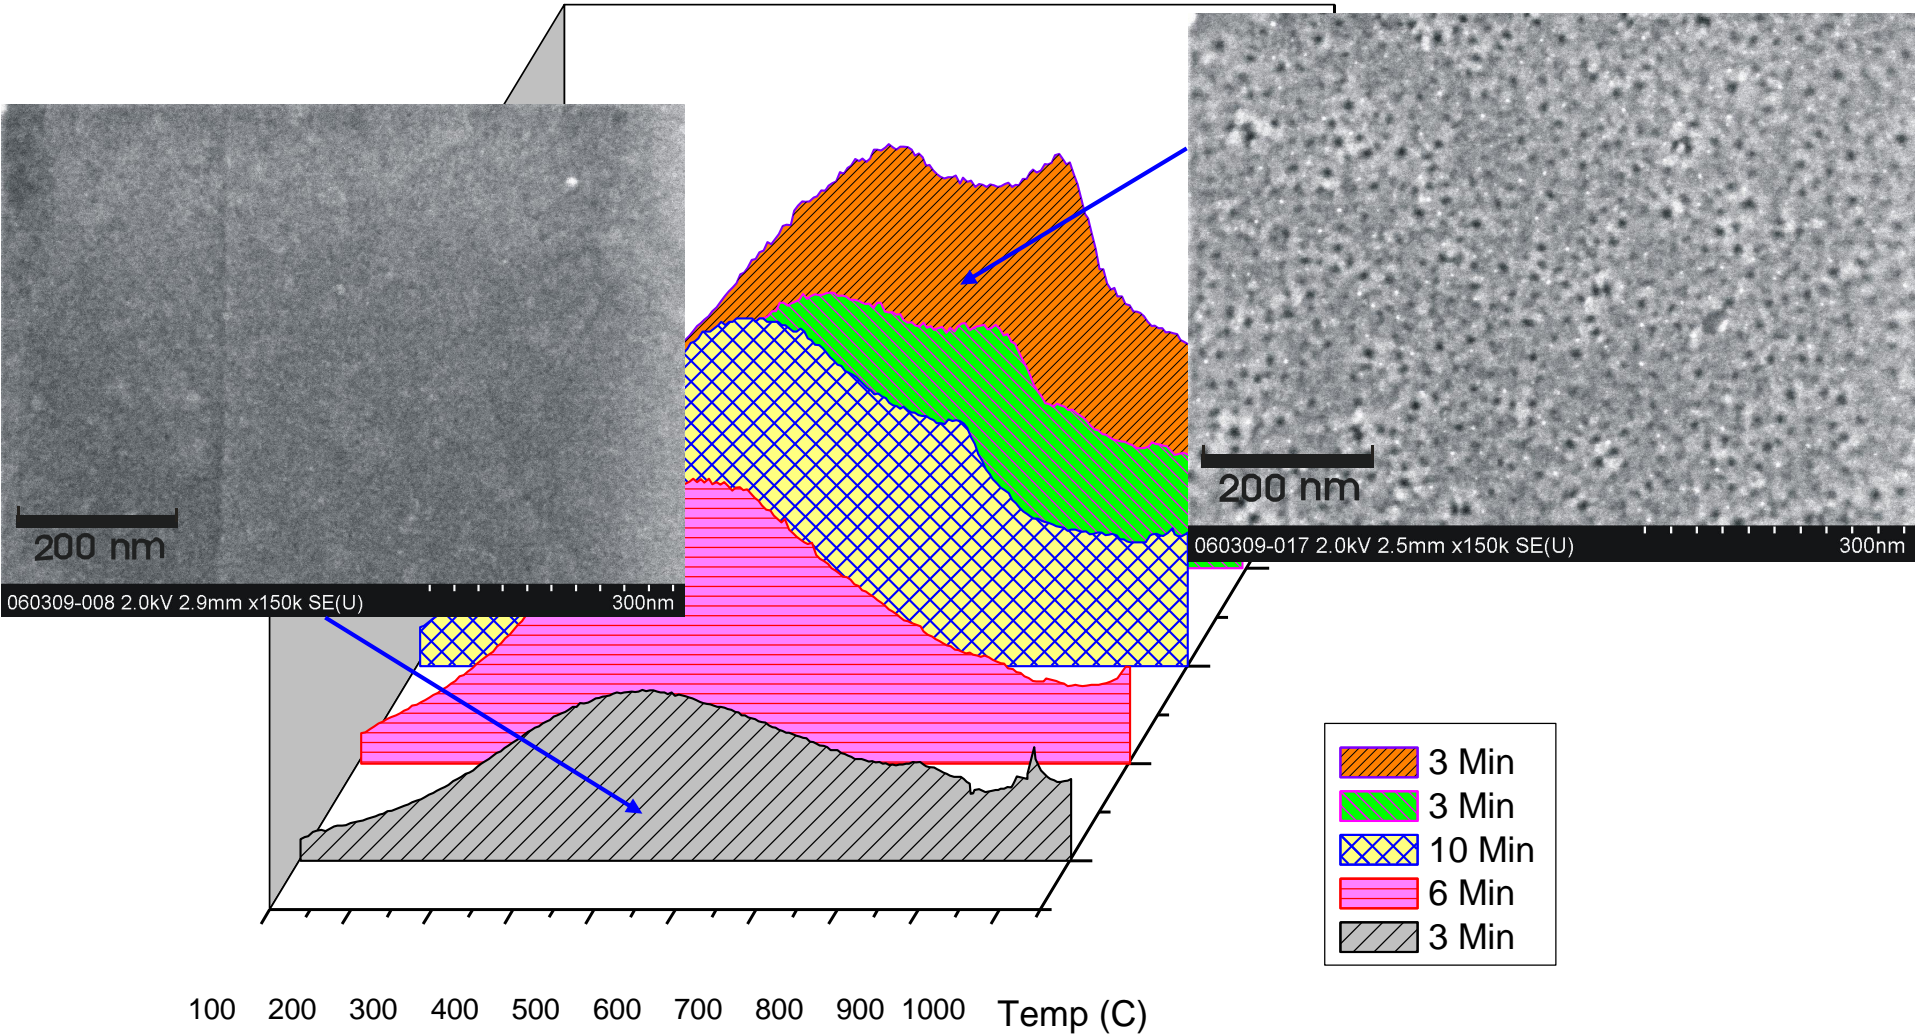 200 nm
060309-008 2.0kV 2.9mm x150k SE(U) 300nm
200 nm
060309-017 2.0kV 2.5mm x150k SE(U) 300nm
3 Min
3 Min
10 Min
6 Min
3 Min
100 200 300 400 500 600 700 800 900 1000 Temp (C)